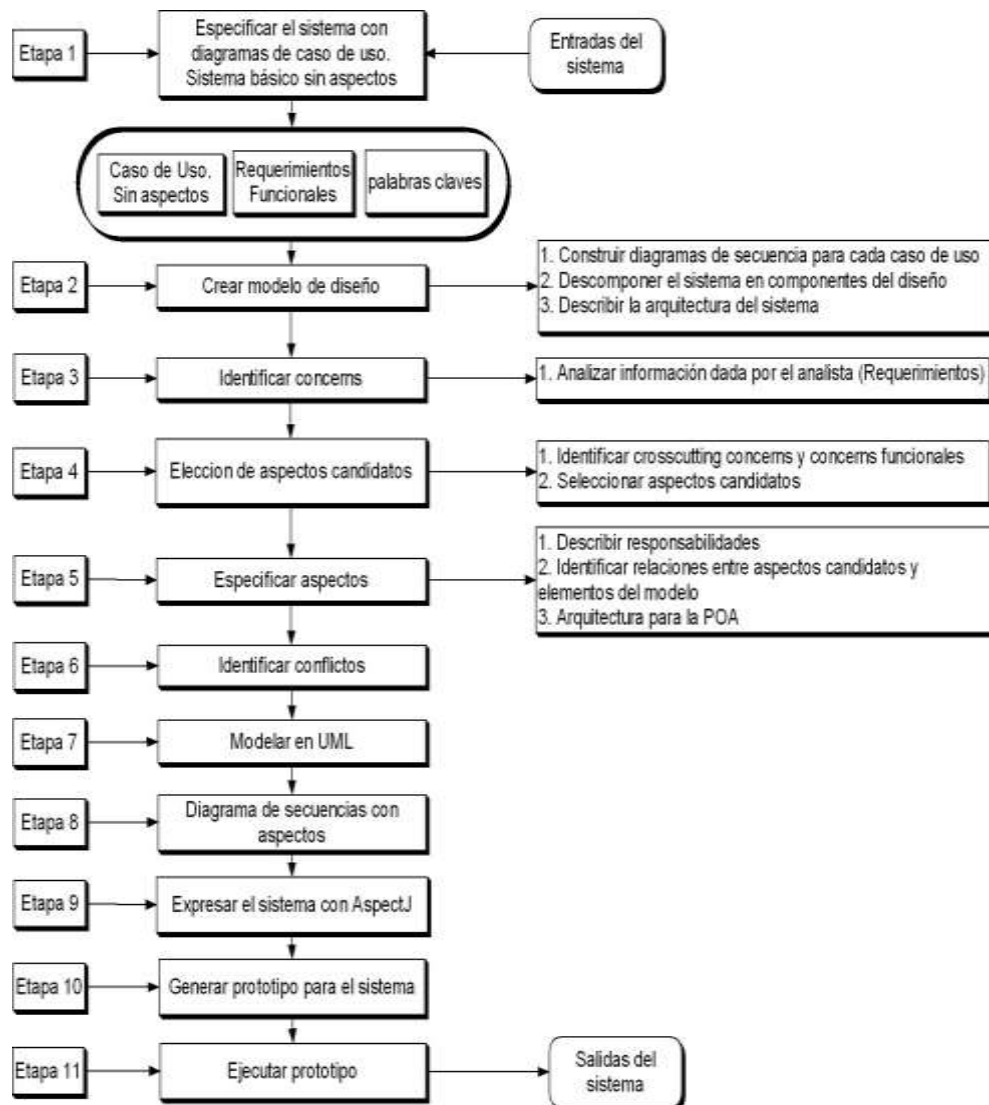 Etapa 1
Especificar el sistema con
diagramas de caso de uso.
Sistema básico sin aspectos
Entradas del
sistema
Caso de Uso.
Sin aspectos
Requerimientos
Funcionales
palabras claves
Etapa 2
Crear modelo de diseño
1. Construir diagramas de secuencia para cada caso de uso
2. Descomponer el sistema en componentes del diseño
3. Describir la arquitectura del sistema
Etapa 3
Identificar concerns
1. Analizar información dada por el analista (Requerimientos)
Etapa 4
Eleccion de aspectos candidatos
1. Identificar crosscutting concerns y concerns funcionales
2. Seleccionar aspectos candidatos
Etapa 5
Especificar aspectos
1. Describir responsabilidades
2. Identificar relaciones entre aspectos candidatos y
elementos del modelo
3. Arquitectura para la POA
Etapa 6
Identificar conflictos
Etapa 7
Modelar en UML
Etapa 8
Diagrama de secuencias con
aspectos
Etapa 9
Expresar el sistema con AspectJ
Etapa 10
Generar prototipo para el sistema
Etapa 11
Ejecutar prototipo
Salidas del
sistema